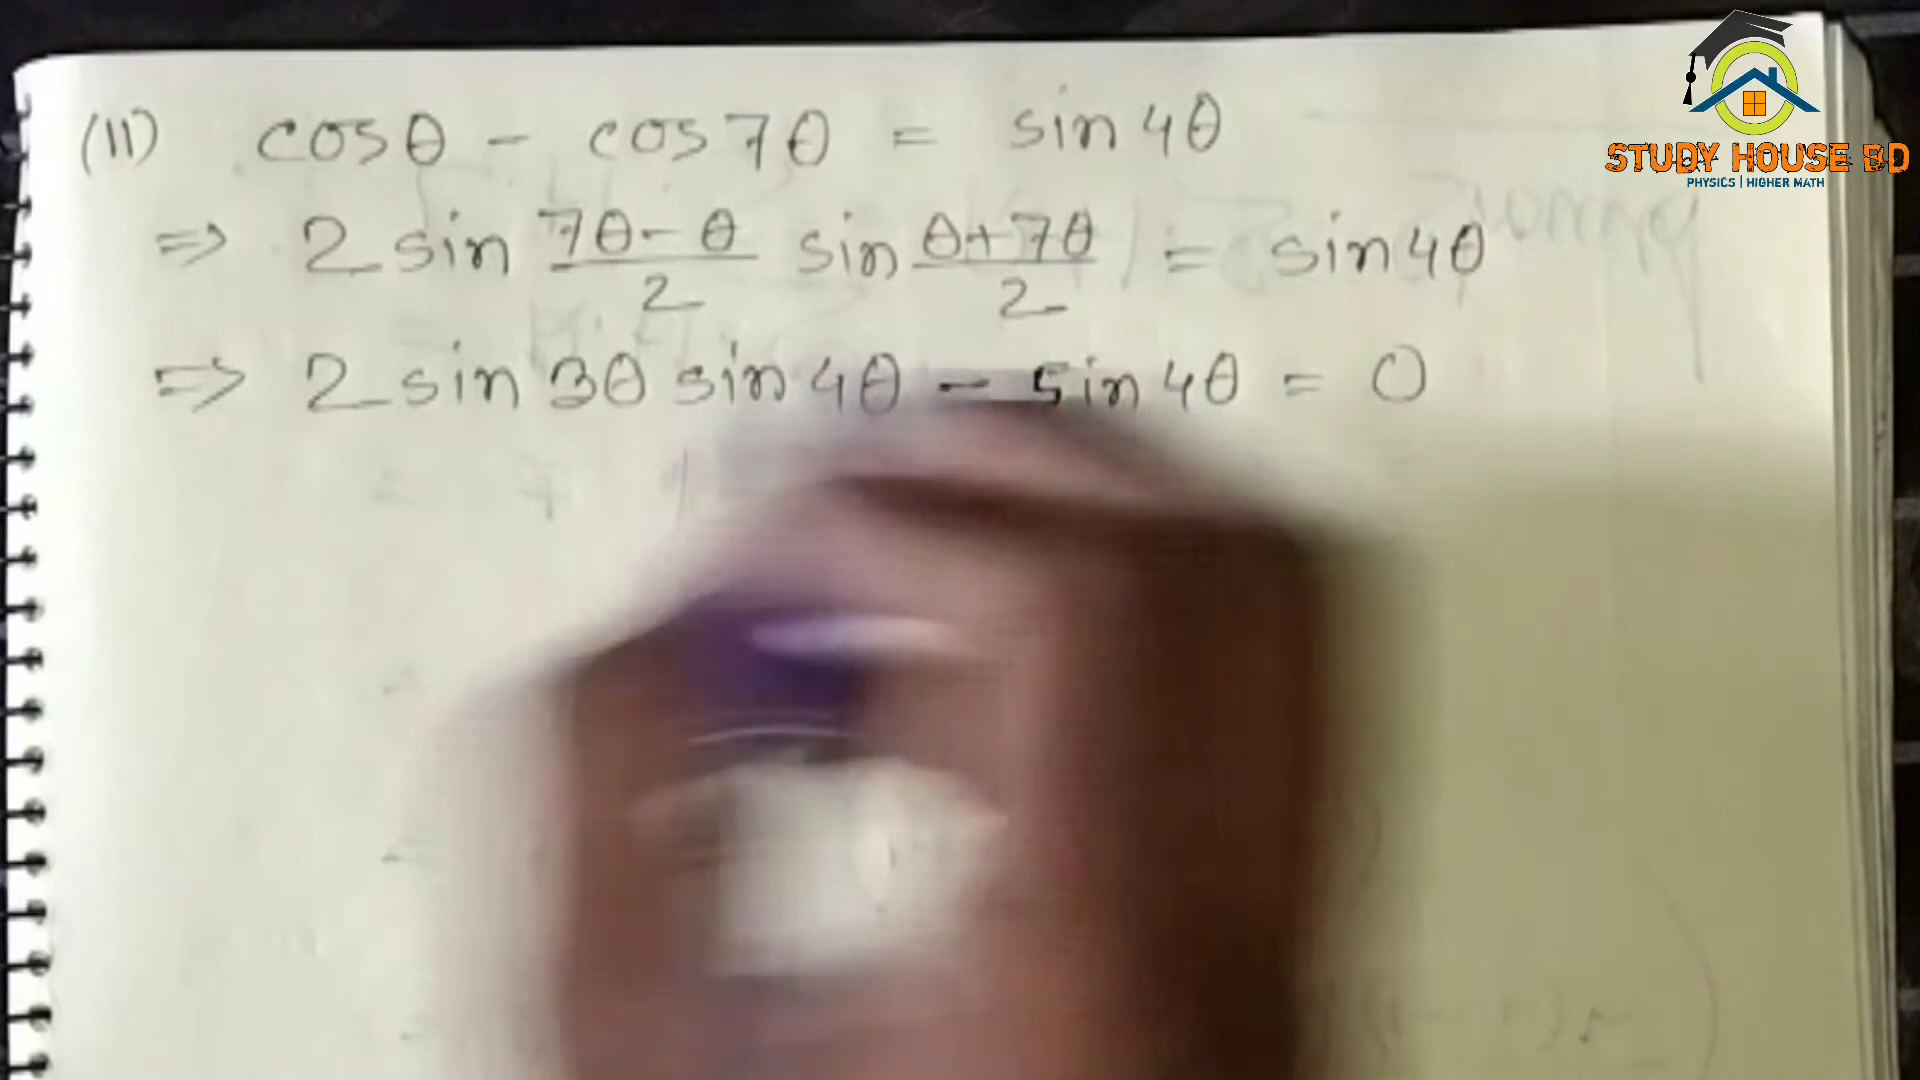 (11) cosθ - cos7θ = sin4θ
⇒ 2 sin (7θ-θ)/2 sin (θ+7θ)/2 = sin4θ
⇒ 2 sin3θ sin4θ - sin4θ = 0
STUDY HOUSE BD
PHYSICS | HIGHER MATH